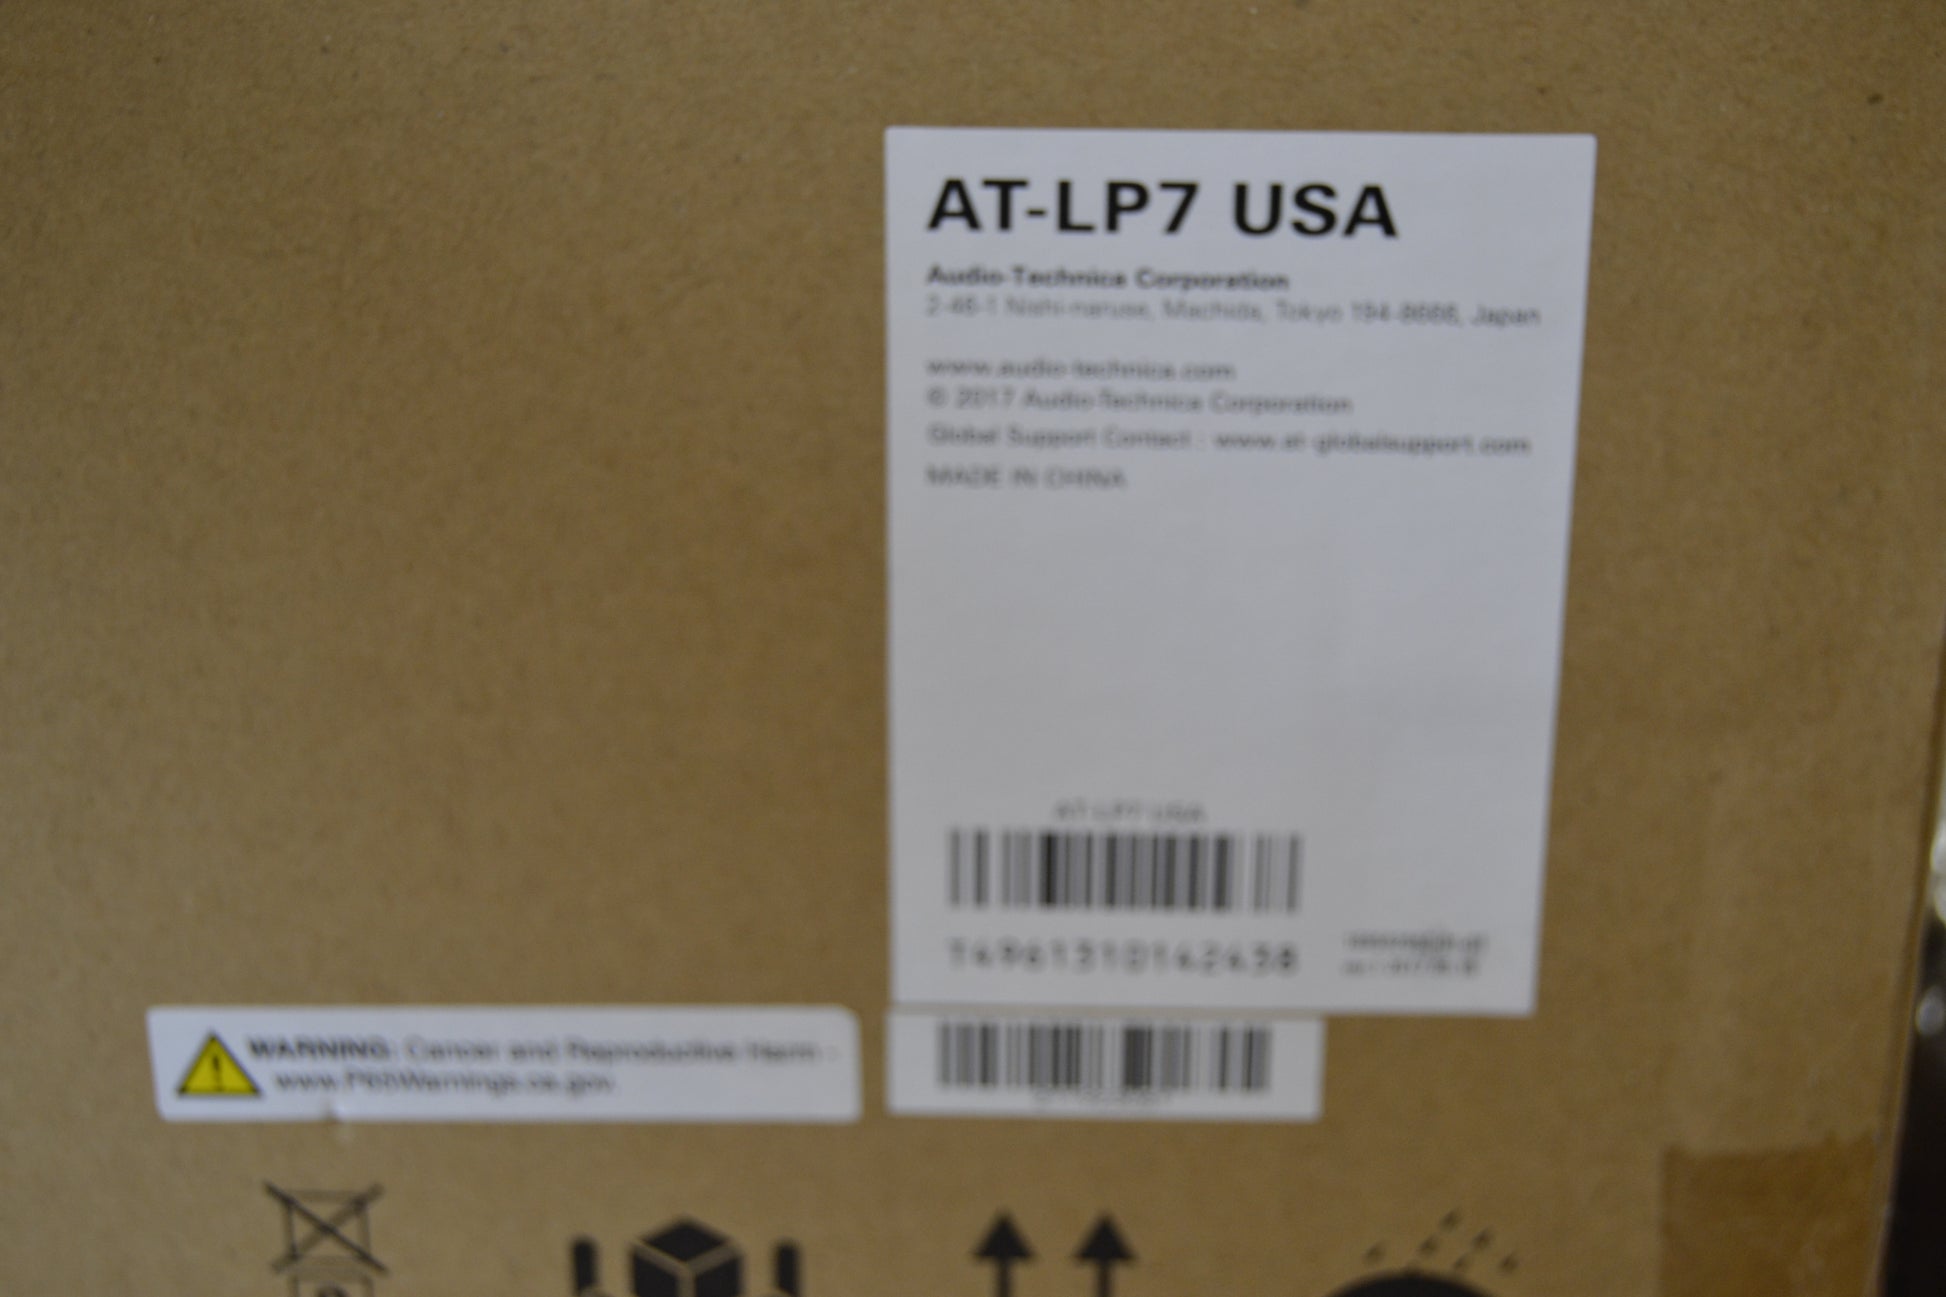 AT-LP7 USA
Audio-Technica Corporation
2-46-1 Nishi-naruse, Machida, Tokyo 194-8666, Japan
www.audio-technica.com
© 2017 Audio-Technica Corporation
Global Support Contact : www.at-globalsupport.com
MADE IN CHINA
AT-LP7 USA
14961310142438
WARNING: Cancer and Reproductive Harm -
www.P65Warnings.ca.gov.